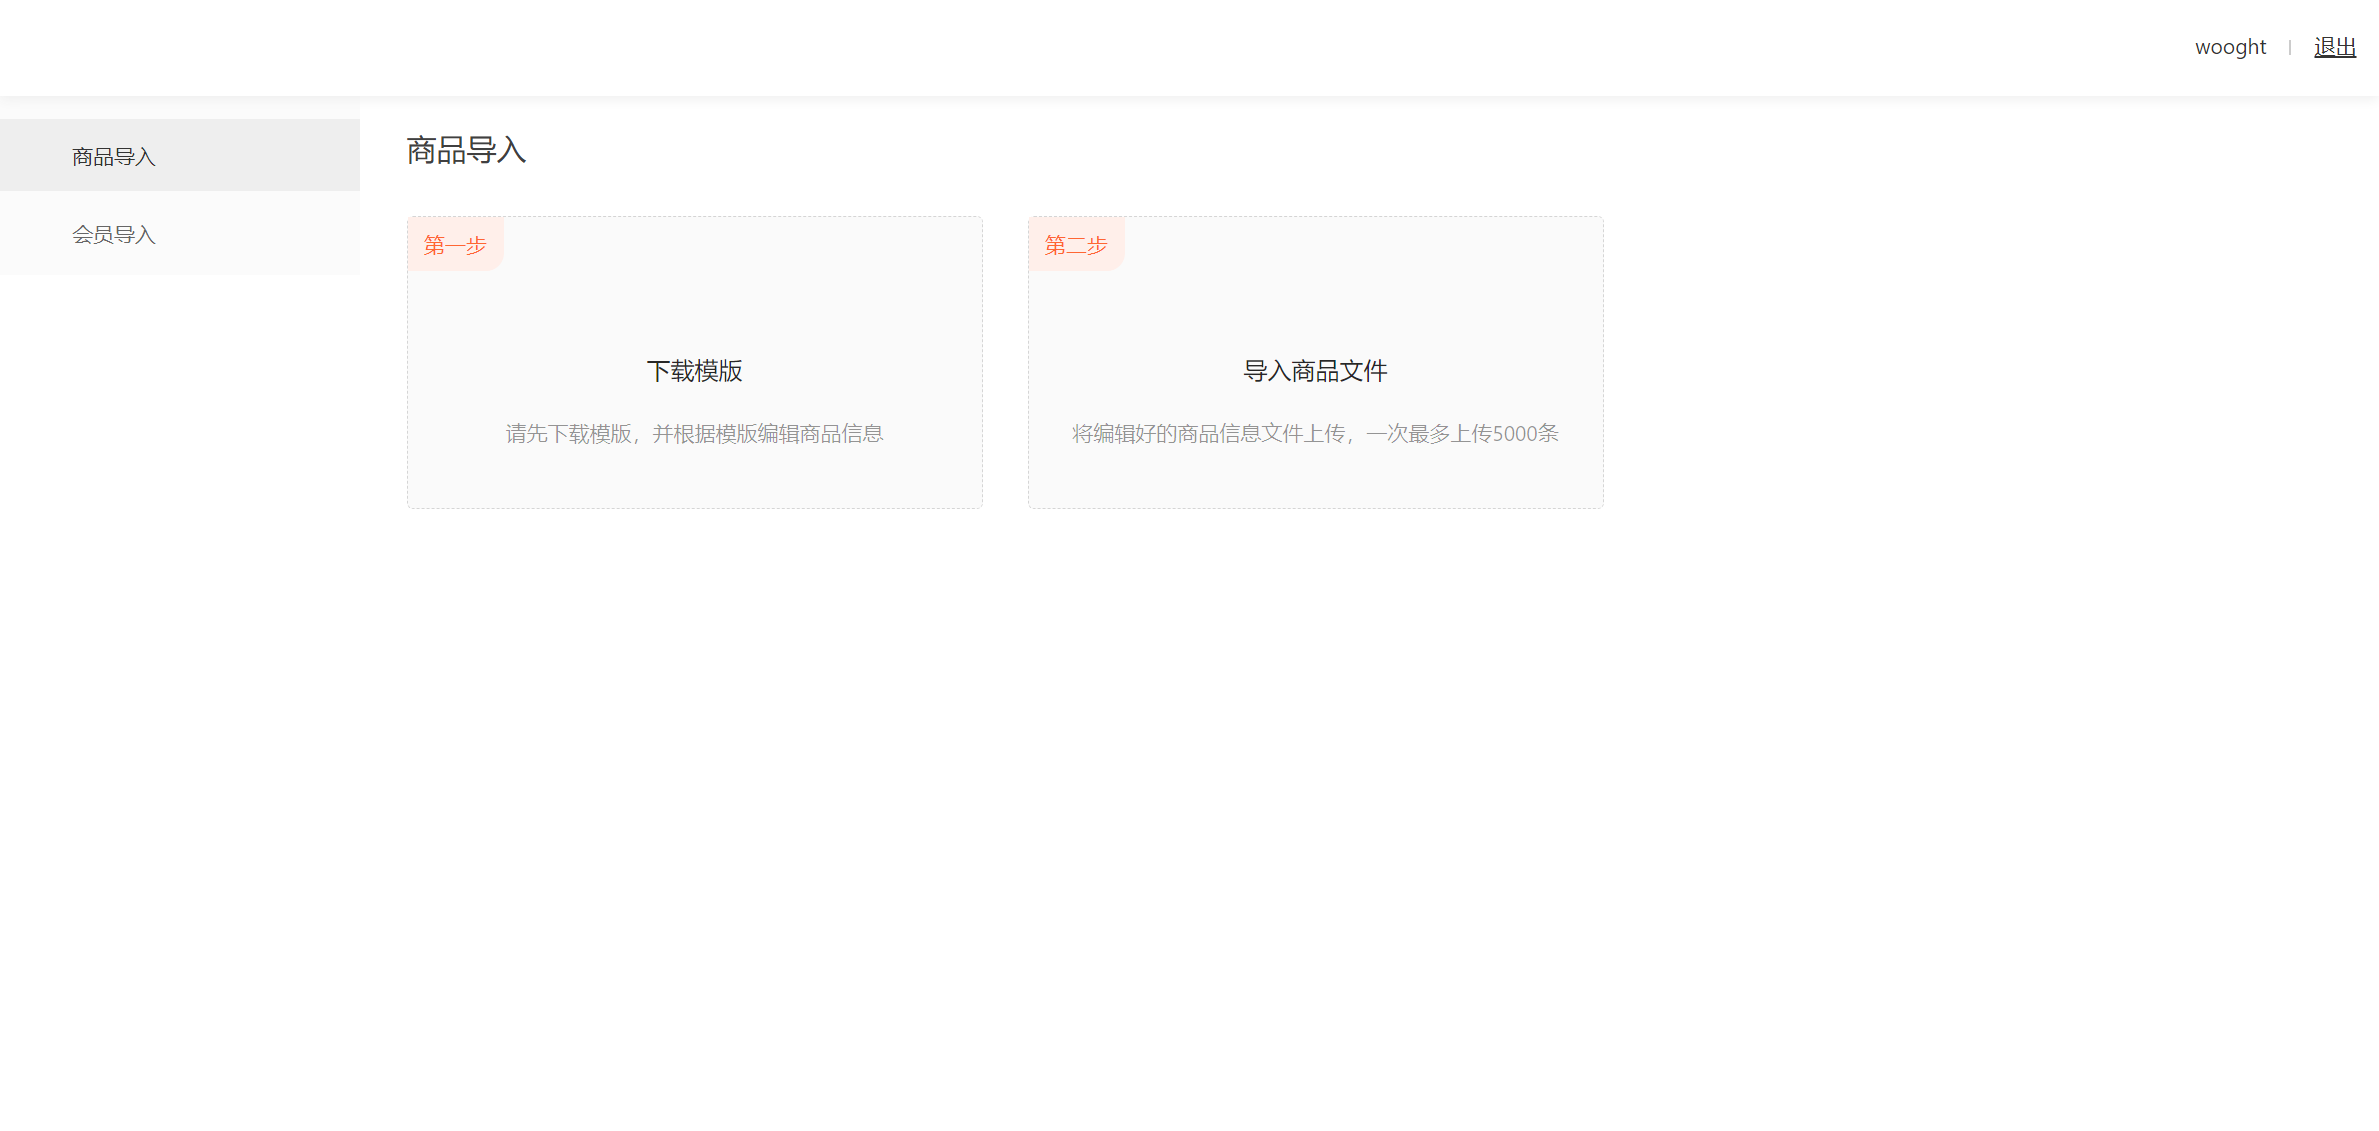 wooght
退出
商品导入
会员导入
商品导入
第一步
下载模版
请先下载模版，并根据模版编辑商品信息
第二步
导入商品文件
将编辑好的商品信息文件上传，一次最多上传5000条